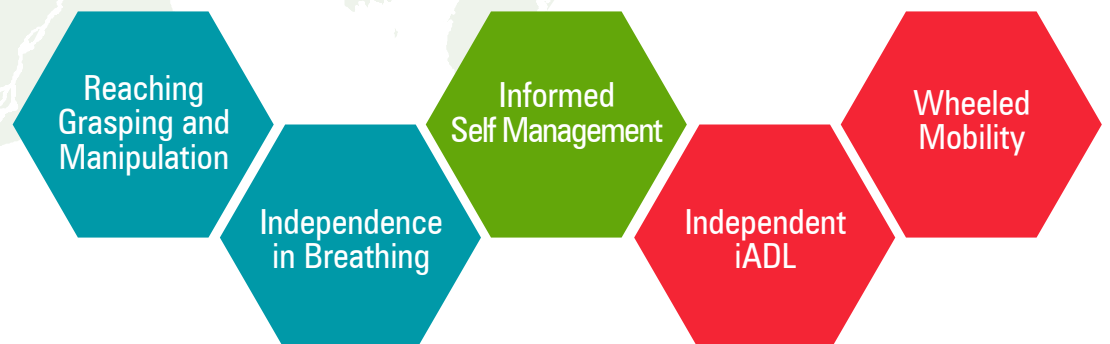 Reaching
Grasping and
Manipulation
Independence
in Breathing
Informed
Self Management
Independent
iADL
Wheeled
Mobility